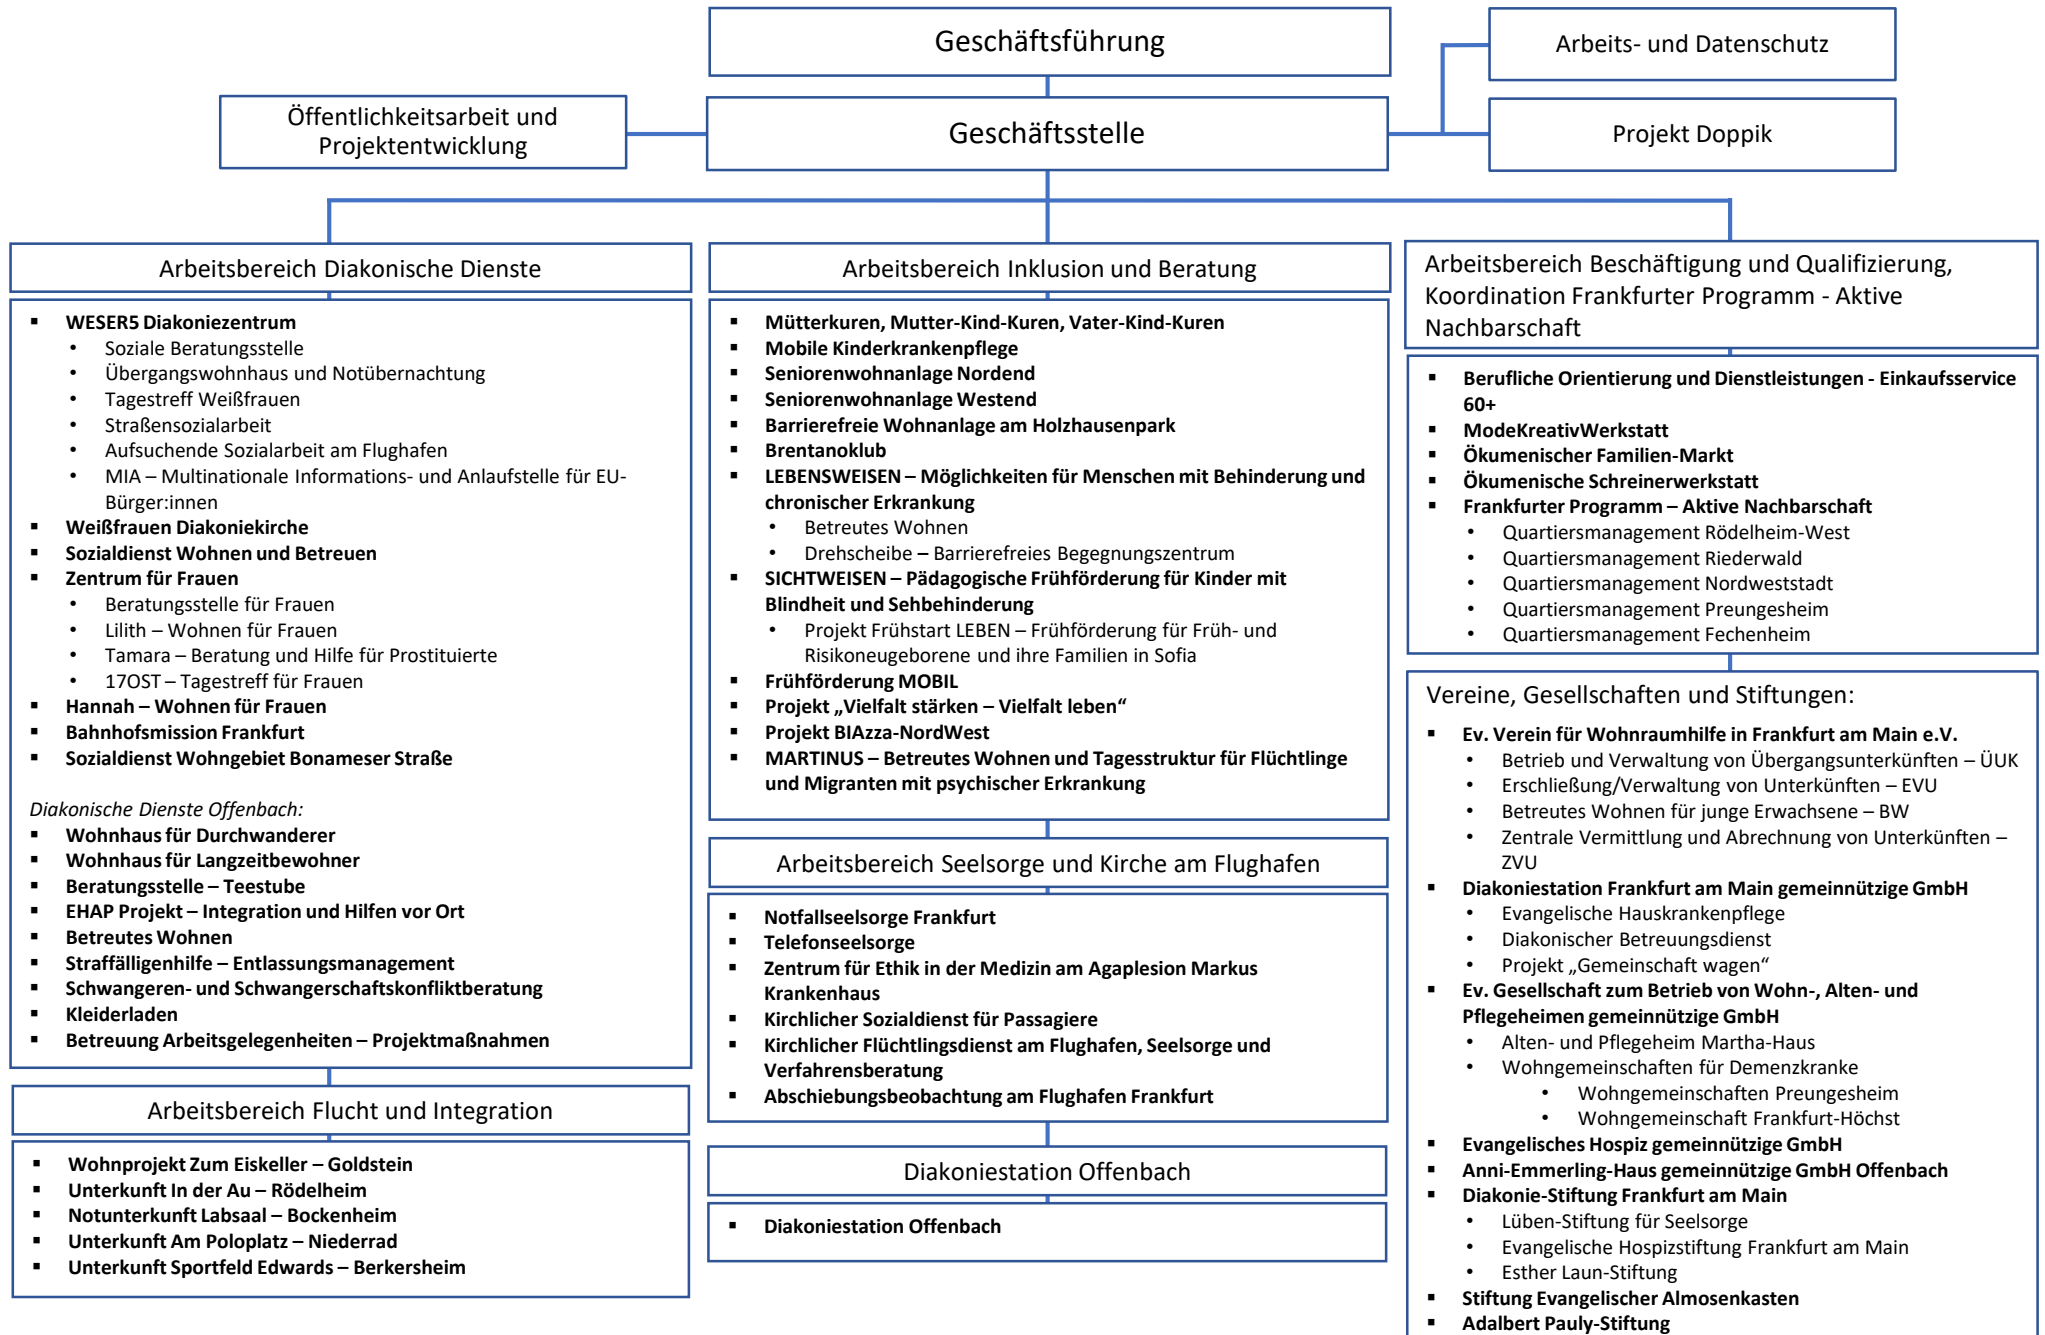 Geschäftsführung
Arbeits- und Datenschutz
Öffentlichkeitsarbeit und
Projektentwicklung
Geschäftsstelle
Projekt Doppik
Arbeitsbereich Diakonische Dienste
▪ WESER5 Diakoniezentrum
• Soziale Beratungsstelle
• Übergangswohnhaus und Notübernachtung
• Tagestreff Weißfrauen
• Straßensozialarbeit
• Aufsuchende Sozialarbeit am Flughafen
• MIA – Multinationale Informations- und Anlaufstelle für EU-
Bürger:innen
▪ Weißfrauen Diakoniekirche
▪ Sozialdienst Wohnen und Betreuen
▪ Zentrum für Frauen
• Beratungsstelle für Frauen
• Lilith – Wohnen für Frauen
• Tamara – Beratung und Hilfe für Prostituierte
• 17OST – Tagestreff für Frauen
▪ Hannah – Wohnen für Frauen
▪ Bahnhofsmission Frankfurt
▪ Sozialdienst Wohngebiet Bonameser Straße
Diakonische Dienste Offenbach:
▪ Wohnhaus für Durchwanderer
▪ Wohnhaus für Langzeitbewohner
▪ Beratungsstelle – Teestube
▪ EHAP Projekt – Integration und Hilfen vor Ort
▪ Betreutes Wohnen
▪ Straffälligenhilfe – Entlassungsmanagement
▪ Schwangeren- und Schwangerschaftskonfliktberatung
▪ Kleiderladen
▪ Betreuung Arbeitsgelegenheiten – Projektmaßnahmen
Arbeitsbereich Flucht und Integration
▪ Wohnprojekt Zum Eiskeller – Goldstein
▪ Unterkunft In der Au – Rödelheim
▪ Notunterkunft Labsaal – Bockenheim
▪ Unterkunft Am Poloplatz – Niederrad
▪ Unterkunft Sportfeld Edwards – Berkersheim
Arbeitsbereich Inklusion und Beratung
▪ Mütterkuren, Mutter-Kind-Kuren, Vater-Kind-Kuren
▪ Mobile Kinderkrankenpflege
▪ Seniorenwohnanlage Nordend
▪ Seniorenwohnanlage Westend
▪ Barrierefreie Wohnanlage am Holzhausenpark
▪ Brentanoklub
▪ LEBENSWEISEN – Möglichkeiten für Menschen mit Behinderung und
chronischer Erkrankung
• Betreutes Wohnen
• Drehscheibe – Barrierefreies Begegnungszentrum
▪ SICHTWEISEN – Pädagogische Frühförderung für Kinder mit
Blindheit und Sehbehinderung
• Projekt Frühstart LEBEN – Frühförderung für Früh- und
Risikoneugeborene und ihre Familien in Sofia
▪ Frühförderung MOBIL
▪ Projekt „Vielfalt stärken – Vielfalt leben“
▪ Projekt BIAzza-NordWest
▪ MARTINUS – Betreutes Wohnen und Tagesstruktur für Flüchtlinge
und Migranten mit psychischer Erkrankung
Arbeitsbereich Seelsorge und Kirche am Flughafen
▪ Notfallseelsorge Frankfurt
▪ Telefonseelsorge
▪ Zentrum für Ethik in der Medizin am Agaplesion Markus
Krankenhaus
▪ Kirchlicher Sozialdienst für Passagiere
▪ Kirchlicher Flüchtlingsdienst am Flughafen, Seelsorge und
Verfahrensberatung
▪ Abschiebungsbeobachtung am Flughafen Frankfurt
Diakoniestation Offenbach
▪ Diakoniestation Offenbach
Arbeitsbereich Beschäftigung und Qualifizierung,
Koordination Frankfurter Programm - Aktive
Nachbarschaft
▪ Berufliche Orientierung und Dienstleistungen - Einkaufsservice
60+
▪ ModeKreativWerkstatt
▪ Ökumenischer Familien-Markt
▪ Ökumenische Schreinerwerkstatt
▪ Frankfurter Programm – Aktive Nachbarschaft
• Quartiersmanagement Rödelheim-West
• Quartiersmanagement Riederwald
• Quartiersmanagement Nordweststadt
• Quartiersmanagement Preungesheim
• Quartiersmanagement Fechenheim
Vereine, Gesellschaften und Stiftungen:
▪ Ev. Verein für Wohnraumhilfe in Frankfurt am Main e.V.
• Betrieb und Verwaltung von Übergangsunterkünften – ÜUK
• Erschließung/Verwaltung von Unterkünften – EVU
• Betreutes Wohnen für junge Erwachsene – BW
• Zentrale Vermittlung und Abrechnung von Unterkünften –
ZVU
▪ Diakoniestation Frankfurt am Main gemeinnützige GmbH
• Evangelische Hauskrankenpflege
• Diakonischer Betreuungsdienst
• Projekt „Gemeinschaft wagen“
▪ Ev. Gesellschaft zum Betrieb von Wohn-, Alten- und
Pflegeheimen gemeinnützige GmbH
• Alten- und Pflegeheim Martha-Haus
• Wohngemeinschaften für Demenzkranke
• Wohngemeinschaften Preungesheim
• Wohngemeinschaft Frankfurt-Höchst
▪ Evangelisches Hospiz gemeinnützige GmbH
▪ Anni-Emmerling-Haus gemeinnützige GmbH Offenbach
▪ Diakonie-Stiftung Frankfurt am Main
• Lüben-Stiftung für Seelsorge
• Evangelische Hospizstiftung Frankfurt am Main
• Esther Laun-Stiftung
▪ Stiftung Evangelischer Almosenkasten
▪ Adalbert Pauly-Stiftung